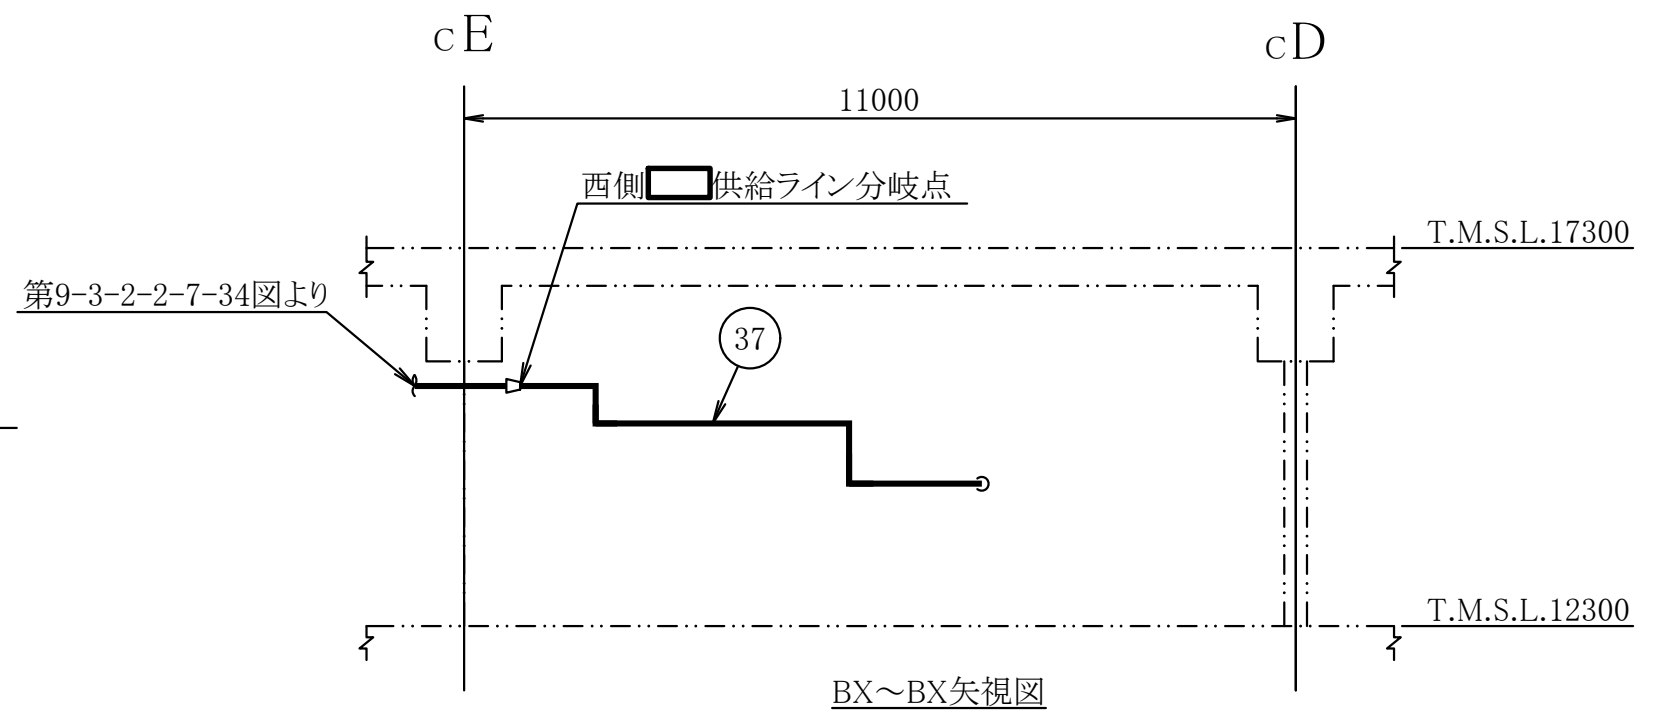 cE
cD
11000
西側 供給ライン分岐点
T.M.S.L.17300
第9-3-2-2-7-34図より
37
T.M.S.L.12300
BX～BX矢視図